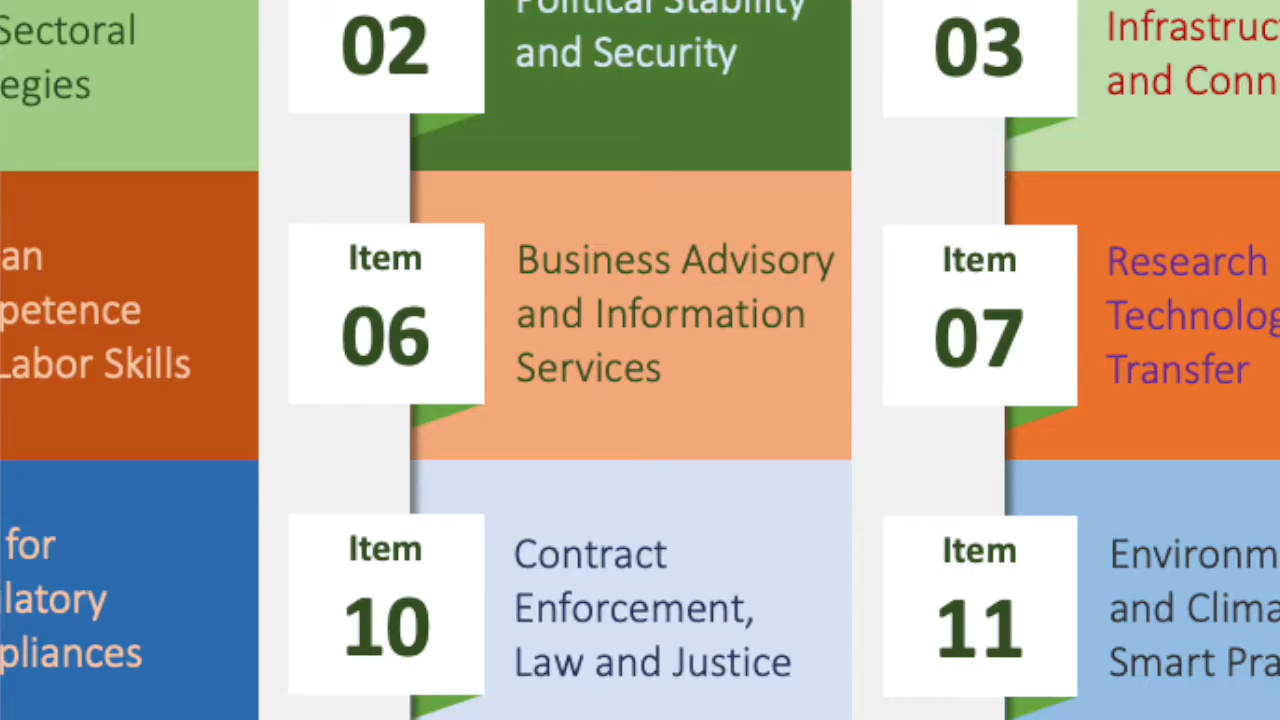 Sectoral
egies
02
Political Stability
and Security
03
Infrastruc
and Conn
an
petence
Labor Skills
Item
06
Business Advisory
and Information
Services
Item
07
Research
Technolog
Transfer
for
latory
pliances
Item
10
Contract
Enforcement,
Law and Justice
Item
11
Environm
and Clima
Smart Pra